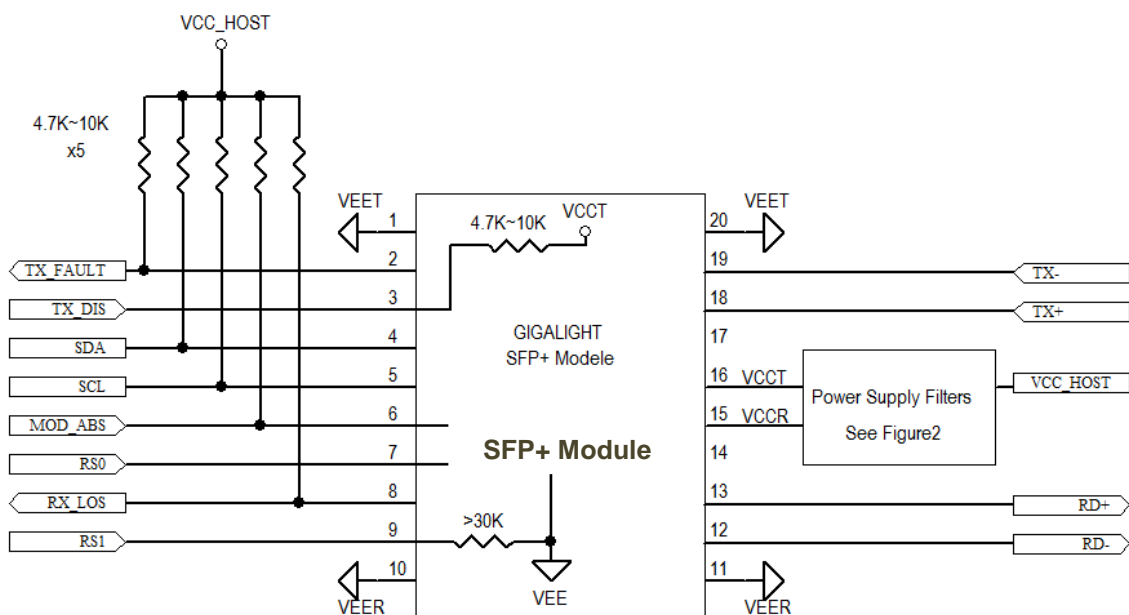 VCC_HOST
4.7K~10K
x5
VEET
1
4.7K~10K
VCCT
20
VEET
TX_FAULT
2
19
TX-
TX_DIS
3
18
TX+
SDA
4
GIGALIGHT
SFP+ Modele
17
SCL
5
16
VCCT
Power Supply Filters
See Figure2
VCC_HOST
MOD_ABS
6
15
VCCR
RS0
7
SFP+ Module
14
RX_LOS
8
13
RD+
RS1
9
>30K
12
RD-
10
VEER
VEE
11
VEER